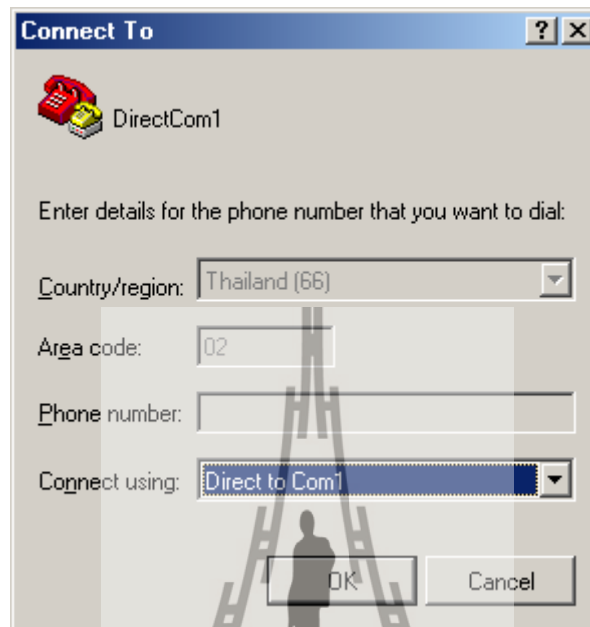 Connect To
DirectCom1
Enter details for the phone number that you want to dial:
Country/region: Thailand (66)
Area code: 02
Phone number:
Connect using: Direct to Com1
OK Cancel